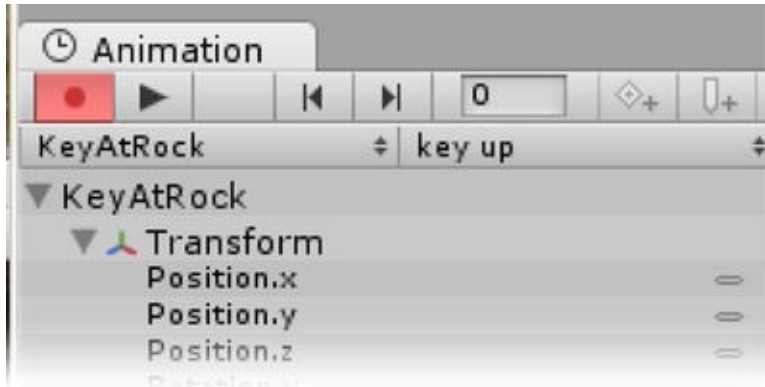 Animation
0
KeyAtRock
key up
KeyAtRock
Transform
Position.x
Position.y
Position.z